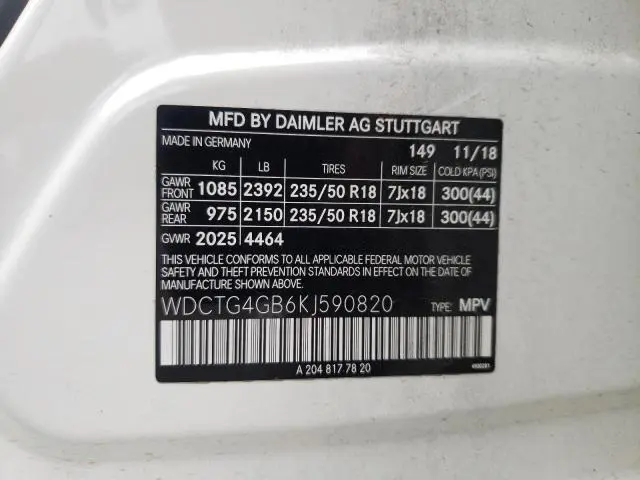 MFD BY DAIMLER AG STUTTGART
MADE IN GERMANY 149 11/18
KG LB TIRES RIM SIZE COLD KPA (PSI)
GAWR FRONT 1085 2392 235/50 R18 7Jx18 300(44)
GAWR REAR 975 2150 235/50 R18 7Jx18 300(44)
GVWR 2025 4464
THIS VEHICLE CONFORMS TO ALL APPLICABLE FEDERAL MOTOR VEHICLE
SAFETY AND THEFT PREVENTION STANDARDS IN EFFECT ON THE DATE
OF MANUFACTURE SHOWN ABOVE.
WDCTG4GB6KJ590820 TYPE: MPV
A 204 817 78 20